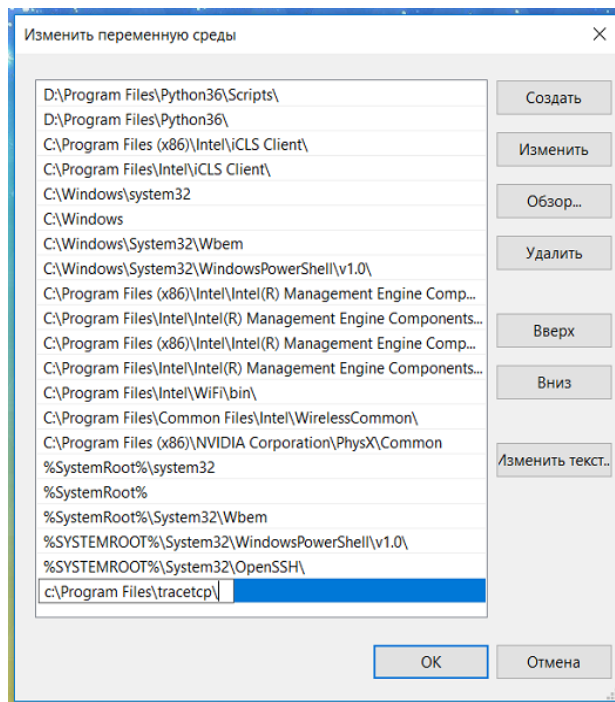 Изменить переменную среды
D:\Program Files\Python36\Scripts\
D:\Program Files\Python36\
C:\Program Files (x86)\Intel\iCLS Client\
C:\Program Files\Intel\iCLS Client\
C:\Windows\system32
C:\Windows
C:\Windows\System32\Wbem
C:\Windows\System32\WindowsPowerShell\v1.0\
C:\Program Files (x86)\Intel\Intel(R) Management Engine Comp...
C:\Program Files\Intel\Intel(R) Management Engine Components...
C:\Program Files (x86)\Intel\Intel(R) Management Engine Comp...
C:\Program Files\Intel\Intel(R) Management Engine Components...
C:\Program Files\Intel\WiFi\bin\
C:\Program Files\Common Files\Intel\WirelessCommon\
C:\Program Files (x86)\NVIDIA Corporation\PhysX\Common
%SystemRoot%\system32
%SystemRoot%
%SystemRoot%\System32\Wbem
%SYSTEMROOT%\System32\WindowsPowerShell\v1.0\
%SYSTEMROOT%\System32\OpenSSH\
c:\Program Files\tracetcp\
Создать
Изменить
Обзор...
Удалить
Вверх
Вниз
Изменить текст..
OK
Отмена